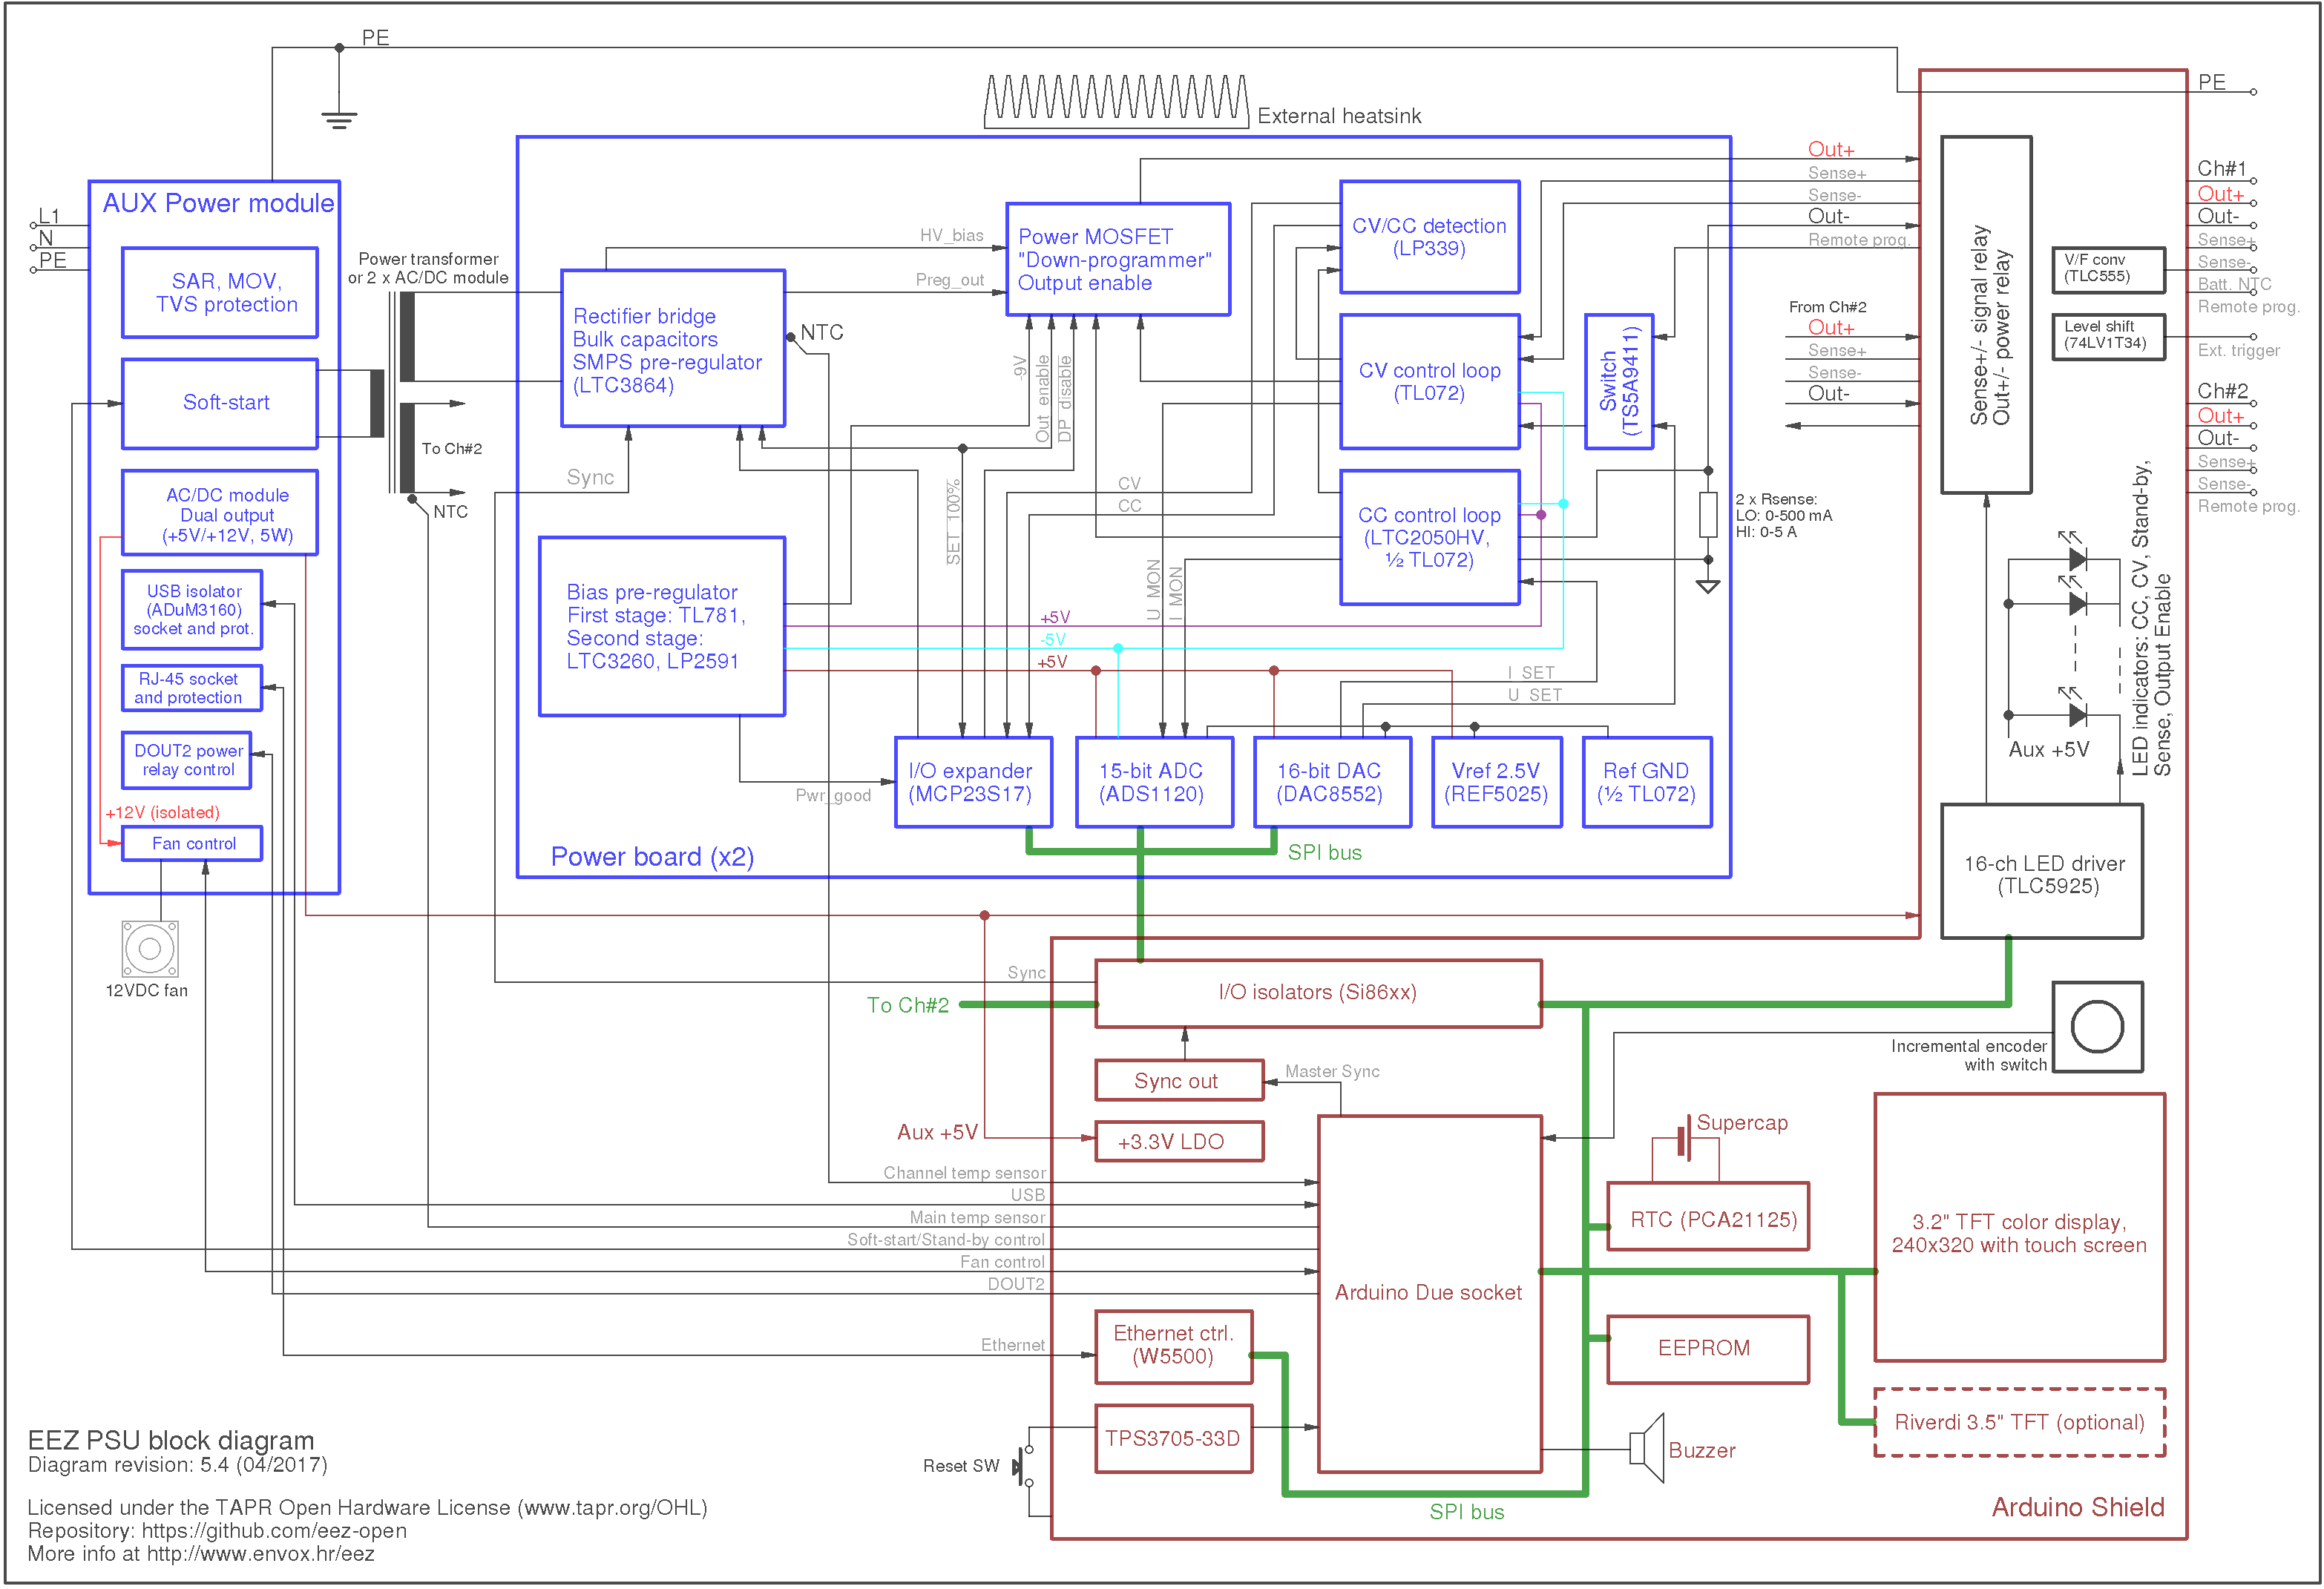 PE
External heatsink
PE
AUX Power module
L1
N
PE
SAR, MOV,
TVS protection
Soft-start
AC/DC module
Dual output
(+5V/+12V, 5W)
USB isolator
(ADuM3160)
socket and prot.
RJ-45 socket
and protection
DOUT2 power
relay control
+12V (isolated)
Fan control
12VDC fan
Power transformer
or 2 x AC/DC module
To Ch#2
NTC
Rectifier bridge
Bulk capacitors
SMPS pre-regulator
(LTC3864)
NTC
HV_bias
Preg_out
Sync
Power MOSFET
"Down-programmer"
Output enable
-9V
Out_enable
DP_disable
SET_100%
CV/CC detection
(LP339)
CV control loop
(TL072)
Switch
(TS5A9411)
CC control loop
(LTC2050HV,
½ TL072)
CV
CC
U_MON
I_MON
2 x Rsense:
LO: 0-500 mA
HI: 0-5 A
Bias pre-regulator
First stage: TL781,
Second stage:
LTC3260, LP2591
+5V
-5V
+5V
I_SET
U_SET
Pwr_good
I/O expander
(MCP23S17)
15-bit ADC
(ADS1120)
16-bit DAC
(DAC8552)
Vref 2.5V
(REF5025)
Ref GND
(½ TL072)
SPI bus
Power board (x2)
Out+
Sense+
Sense-
Out-
Remote prog.
From Ch#2
Out+
Sense+
Sense-
Out-
Sense+/- signal relay
Out+/- power relay
V/F conv
(TLC555)
Level shift
(74LV1T34)
Ch#1
Out+
Out-
Sense+
Sense-
Batt. NTC
Remote prog.
Ext. trigger
Ch#2
Out+
Out-
Sense+
Sense-
Remote prog.
LED indicators: CC, CV, Stand-by,
Sense, Output Enable
Aux +5V
16-ch LED driver
(TLC5925)
Sync
To Ch#2
I/O isolators (Si86xx)
Incremental encoder
with switch
Sync out
Master Sync
Aux +5V
+3.3V LDO
Channel temp sensor
USB
Main temp sensor
Soft-start/Stand-by control
Fan control
DOUT2
Ethernet
Arduino Due socket
Supercap
RTC (PCA21125)
3.2" TFT color display,
240x320 with touch screen
EEPROM
Ethernet ctrl.
(W5500)
TPS3705-33D
Reset SW
Buzzer
Riverdi 3.5" TFT (optional)
SPI bus
Arduino Shield
EEZ PSU block diagram
Diagram revision: 5.4 (04/2017)
Licensed under the TAPR Open Hardware License (www.tapr.org/OHL)
Repository: https://github.com/eez-open
More info at http://www.envox.hr/eez